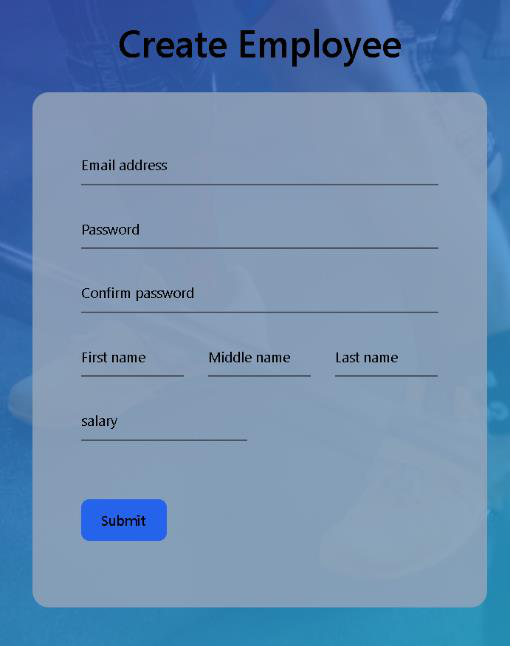 Create Employee
Email address
Password
Confirm password
First name Middle name Last name
salary
Submit